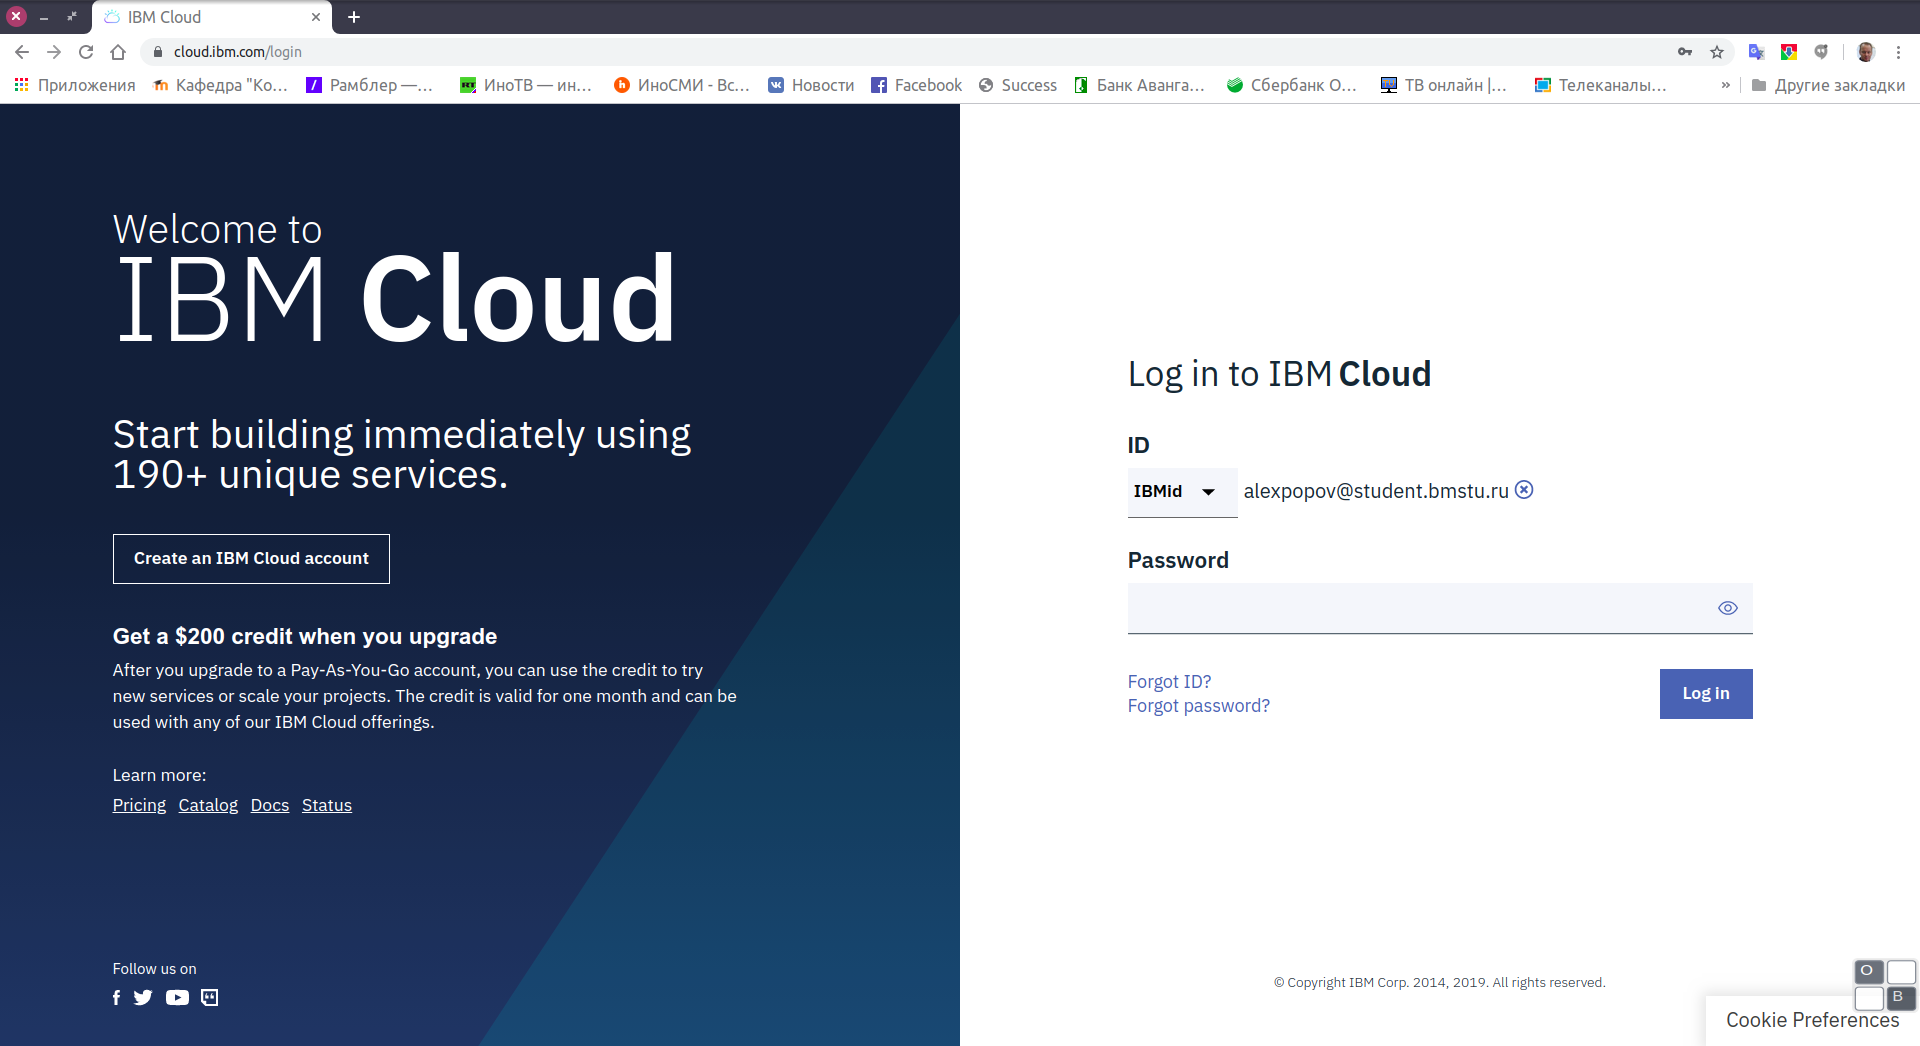 IBM Cloud
cloud.ibm.com/login
Приложения
Кафедра "Ко...
Рамблер —...
ИноТВ — ин...
ИноСМИ - Вс...
Новости
Facebook
Success
Банк Аванга...
Сбербанк О...
ТВ онлайн |...
Телеканалы...
»
Другие закладки
Welcome to
IBM Cloud
Start building immediately using
190+ unique services.
Create an IBM Cloud account
Get a $200 credit when you upgrade
After you upgrade to a Pay-As-You-Go account, you can use the credit to try
new services or scale your projects. The credit is valid for one month and can be
used with any of our IBM Cloud offerings.
Learn more:
Pricing Catalog Docs Status
Follow us on
Log in to IBM Cloud
ID
IBMid alexpopov@student.bmstu.ru
Password
Forgot ID?
Forgot password?
Log in
© Copyright IBM Corp. 2014, 2019. All rights reserved.
O
B
Cookie Preferences